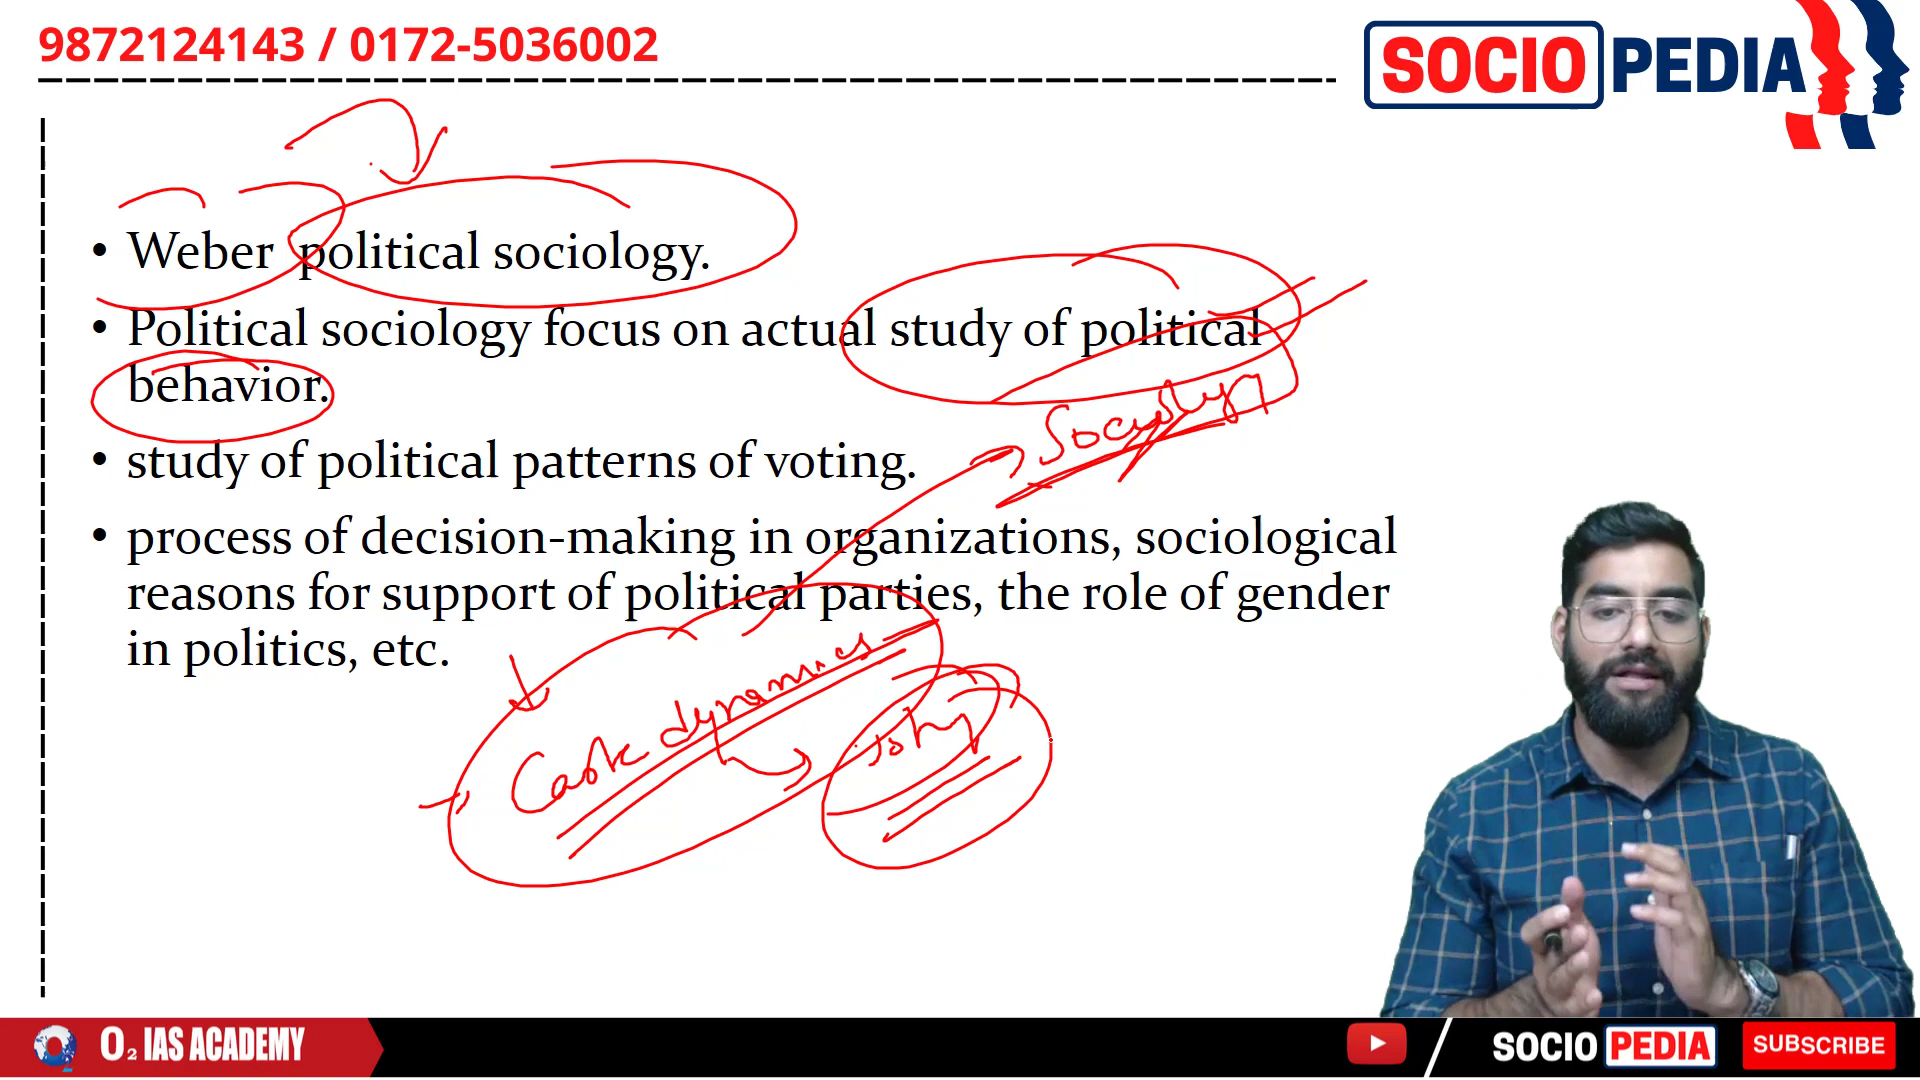 9872124143 / 0172-5036002
SOCIO PEDIA
• Weber political sociology.
• Political sociology focus on actual study of political
behavior.
Sociology
• study of political patterns of voting.
• process of decision-making in organizations, sociological
reasons for support of political parties, the role of gender
in politics, etc.
Caste dynamics
O2 IAS ACADEMY
SOCIO PEDIA
SUBSCRIBE